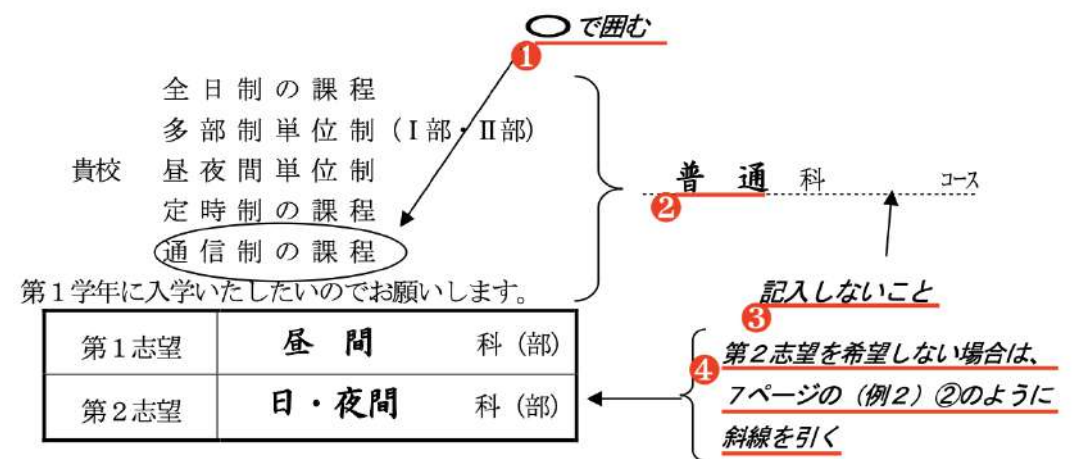 ○で囲む
❶
全日制の課程
多部制単位制(Ⅰ部・Ⅱ部)
貴校 昼夜間単位制
定時制の課程
通信制の課程
第1学年に入学いたしたいのでお願いします。
普通科 コース
❷
記入しないこと
❸
第1志望 昼間 科(部)
第2志望 日・夜間 科(部)
❹ 第2志望を希望しない場合は、
7ページの(例2)②のように
斜線を引く